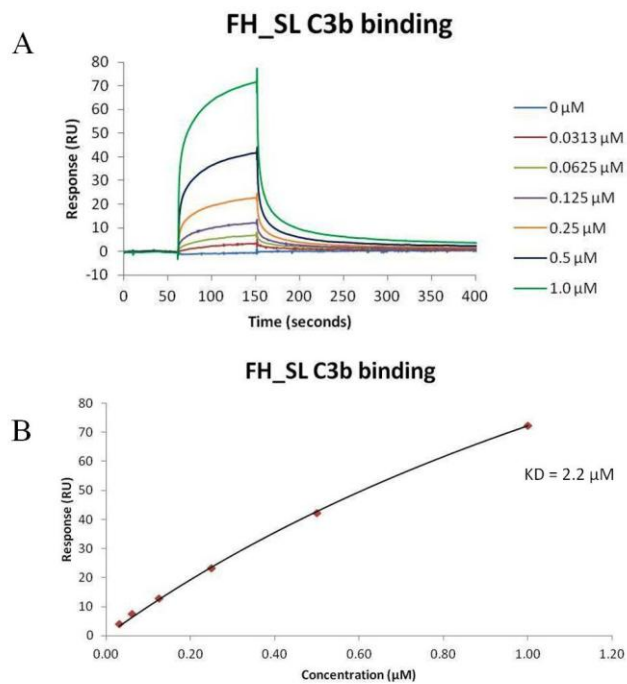 FH_SL C3b binding
A
80
70
60
50
40
30
20
10
0
-10
Response (RU)
0 50 100 150 200 250 300 350 400
Time (seconds)
0 µM
0.0313 µM
0.0625 µM
0.125 µM
0.25 µM
0.5 µM
1.0 µM
FH_SL C3b binding
B
80
70
60
50
40
30
20
10
0
Response (RU)
KD = 2.2 µM
0.00 0.20 0.40 0.60 0.80 1.00 1.20
Concentration (µM)